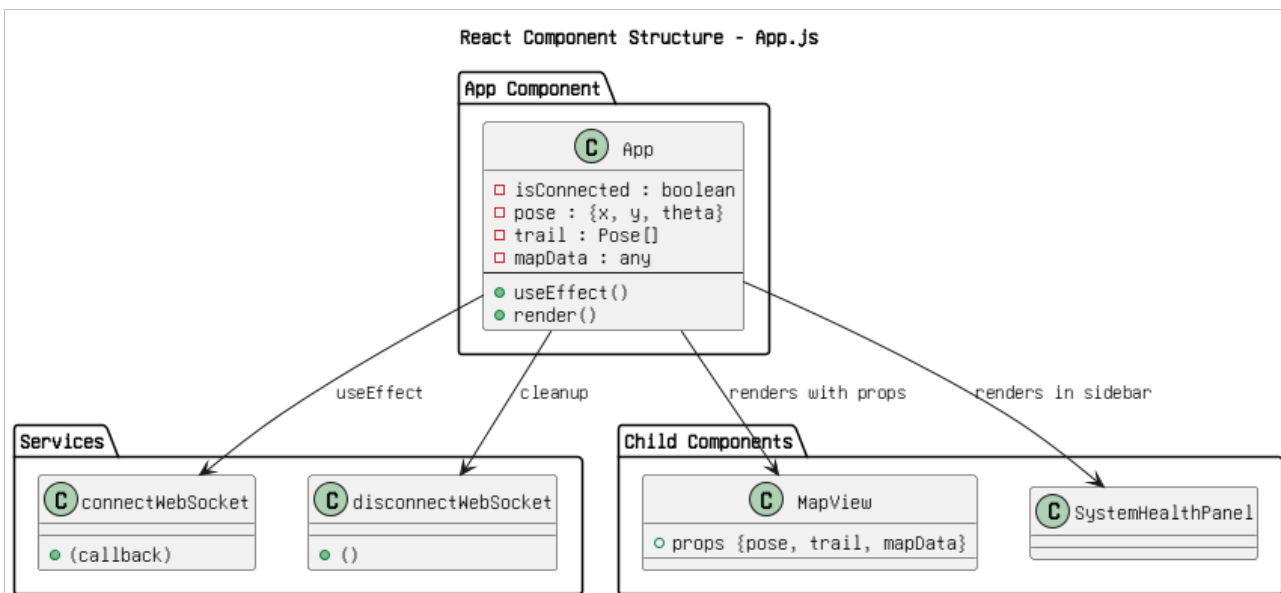 React Component Structure - App.js
App Component
C App
isConnected : boolean
pose : {x, y, theta}
trail : Pose[]
mapData : any
useEffect()
render()
useEffect
cleanup
renders with props
renders in sidebar
Services
C connectWebSocket
(callback)
C disconnectWebSocket
()
Child Components
C MapView
props {pose, trail, mapData}
C SystemHealthPanel